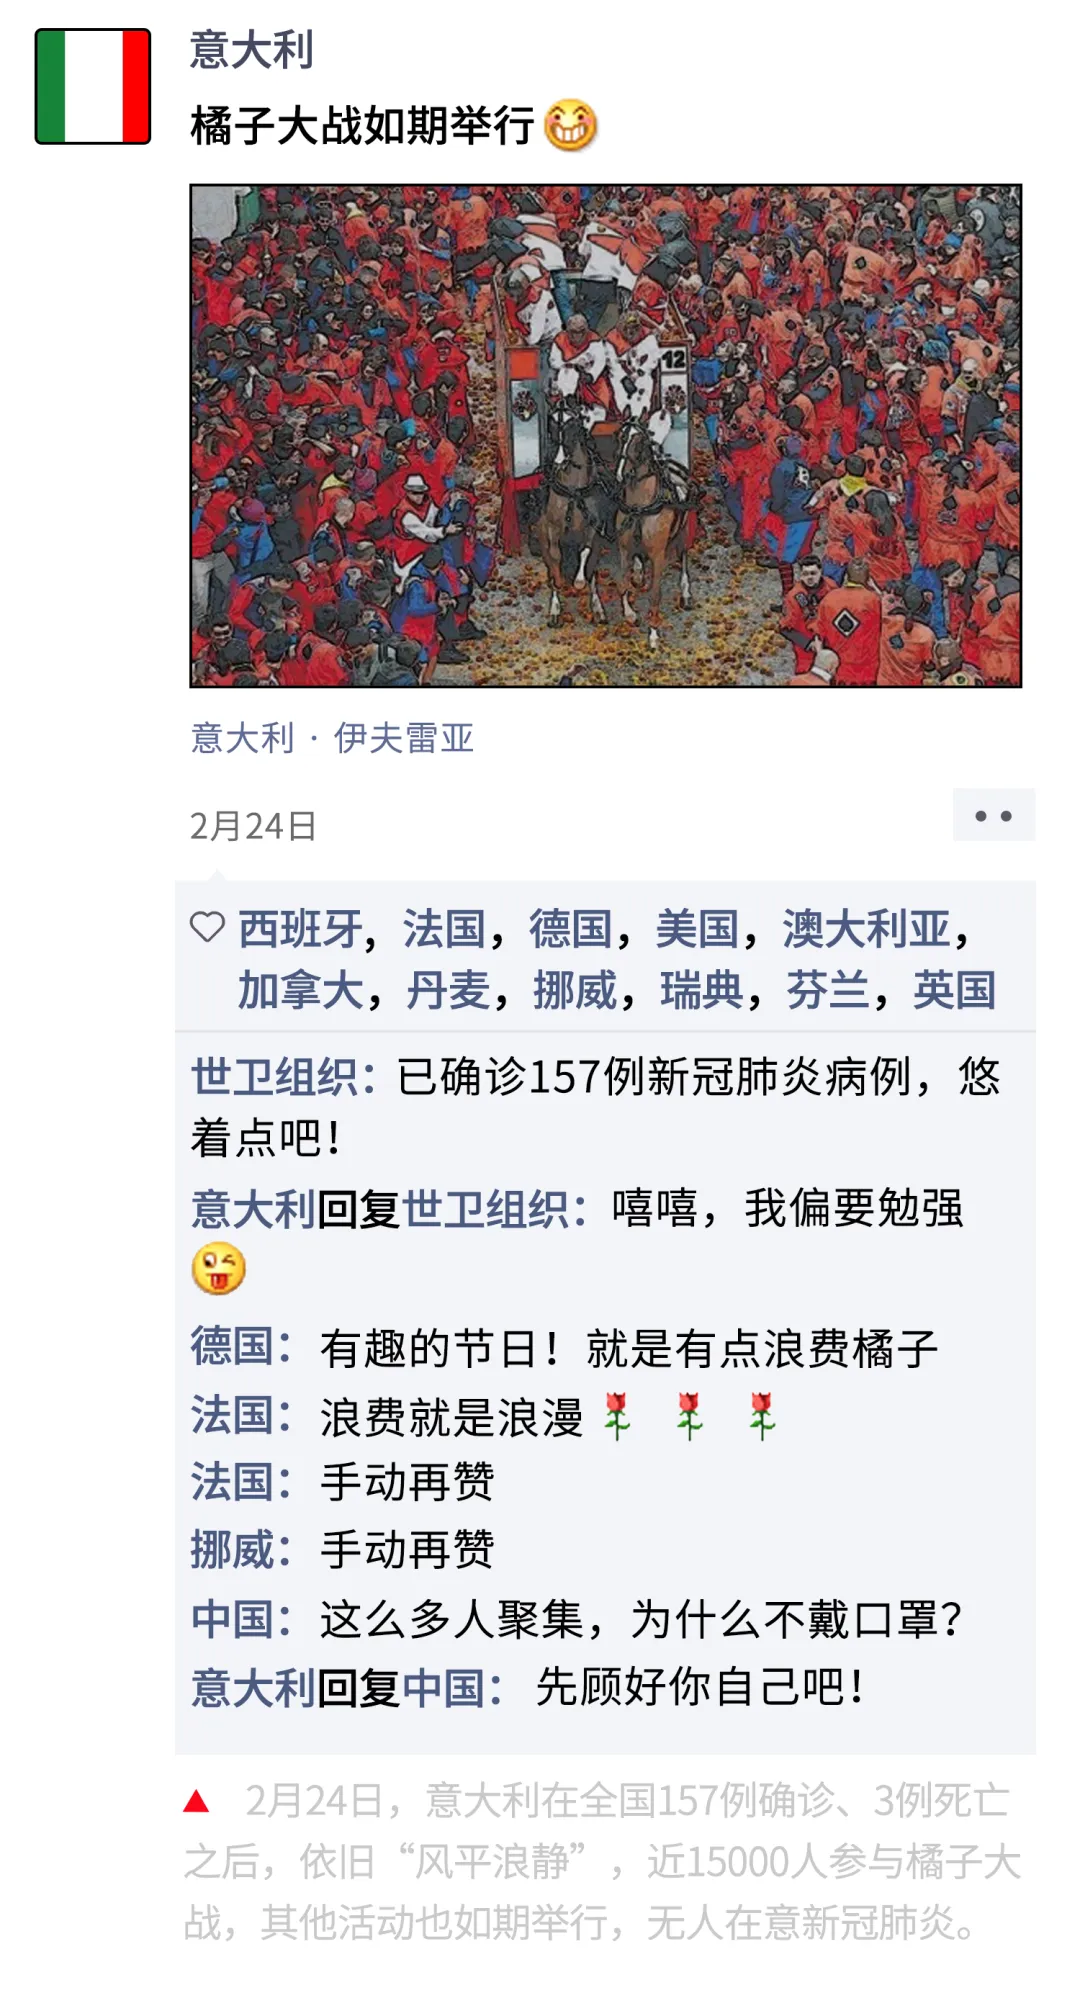 意大利
橘子大战如期举行
12
意大利 · 伊夫雷亚
2月24日
西班牙，法国，德国，美国，澳大利亚，
加拿大，丹麦，挪威，瑞典，芬兰，英国
世卫组织：已确诊157例新冠肺炎病例，悠
着点吧！
意大利回复世卫组织：嘻嘻，我偏要勉强
德国：有趣的节日！就是有点浪费橘子
法国：浪费就是浪漫
法国：手动再赞
挪威：手动再赞
中国：这么多人聚集，为什么不戴口罩？
意大利回复中国：先顾好你自己吧！
2月24日，意大利在全国157例确诊、3例死亡
之后，依旧“风平浪静”，近15000人参与橘子大
战，其他活动也如期举行，无人在意新冠肺炎。